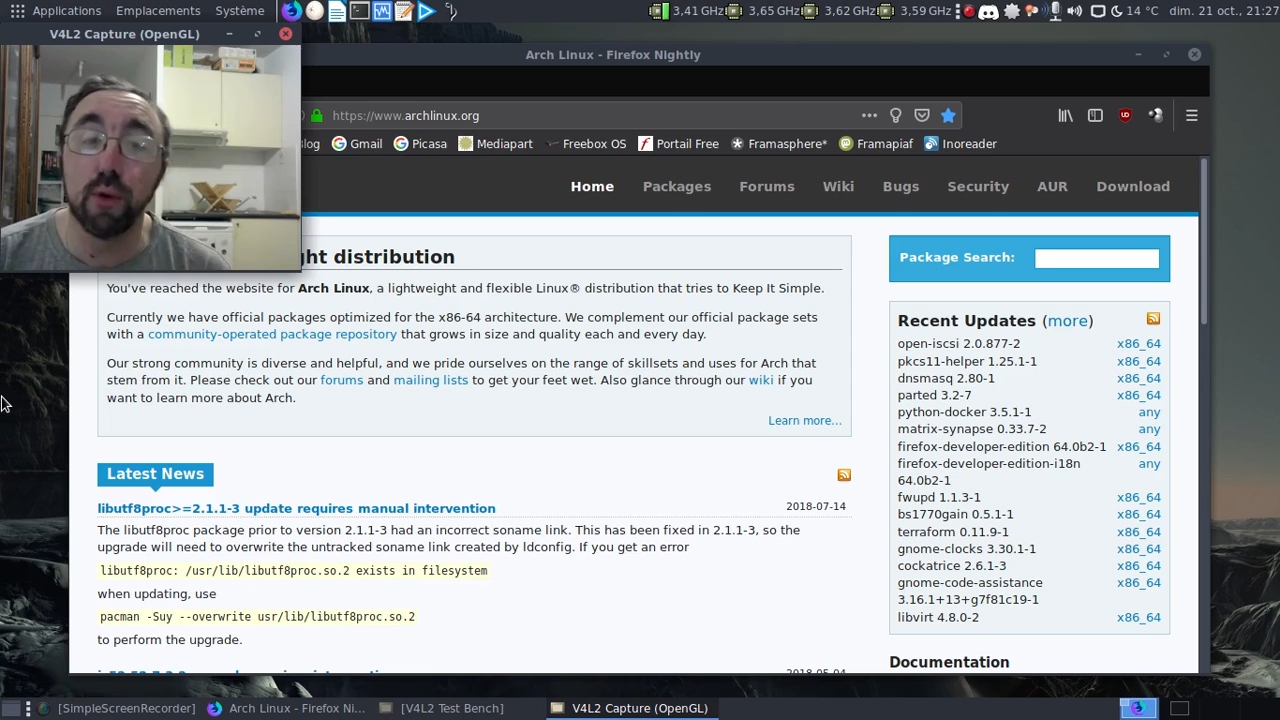 Applications Emplacements Système 3,41 GHz 3,65 GHz 3,62 GHz 3,59 GHz 14 °C dim. 21 oct., 21:27
V4L2 Capture (OpenGL)
Arch Linux - Firefox Nightly
https://www.archlinux.org
log Gmail Picasa Mediapart Freebox OS Portail Free Framasphere* Framapiaf Inoreader
Home Packages Forums Wiki Bugs Security AUR Download
ght distribution
You've reached the website for Arch Linux, a lightweight and flexible Linux® distribution that tries to Keep It Simple.
Currently we have official packages optimized for the x86-64 architecture. We complement our official package sets
with a community-operated package repository that grows in size and quality each and every day.
Our strong community is diverse and helpful, and we pride ourselves on the range of skillsets and uses for Arch that
stem from it. Please check out our forums and mailing lists to get your feet wet. Also glance through our wiki if you
want to learn more about Arch.
Learn more...
Latest News
libutf8proc>=2.1.1-3 update requires manual intervention 2018-07-14
The libutf8proc package prior to version 2.1.1-3 had an incorrect soname link. This has been fixed in 2.1.1-3, so the
upgrade will need to overwrite the untracked soname link created by ldconfig. If you get an error
libutf8proc: /usr/lib/libutf8proc.so.2 exists in filesystem
when updating, use
pacman -Suy --overwrite usr/lib/libutf8proc.so.2
to perform the upgrade.
2018-05-04
Package Search:
Recent Updates (more)
open-iscsi 2.0.877-2 x86_64
pkcs11-helper 1.25.1-1 x86_64
dnsmasq 2.80-1 x86_64
parted 3.2-7 x86_64
python-docker 3.5.1-1 any
matrix-synapse 0.33.7-2 any
firefox-developer-edition 64.0b2-1 x86_64
firefox-developer-edition-i18n any
64.0b2-1
fwupd 1.1.3-1 x86_64
bs1770gain 0.5.1-1 x86_64
terraform 0.11.9-1 x86_64
gnome-clocks 3.30.1-1 x86_64
cockatrice 2.6.1-3 x86_64
gnome-code-assistance x86_64
3.16.1+13+g7f81c19-1
libvirt 4.8.0-2 x86_64
Documentation
[SimpleScreenRecorder] Arch Linux - Firefox Ni... [V4L2 Test Bench] V4L2 Capture (OpenGL)